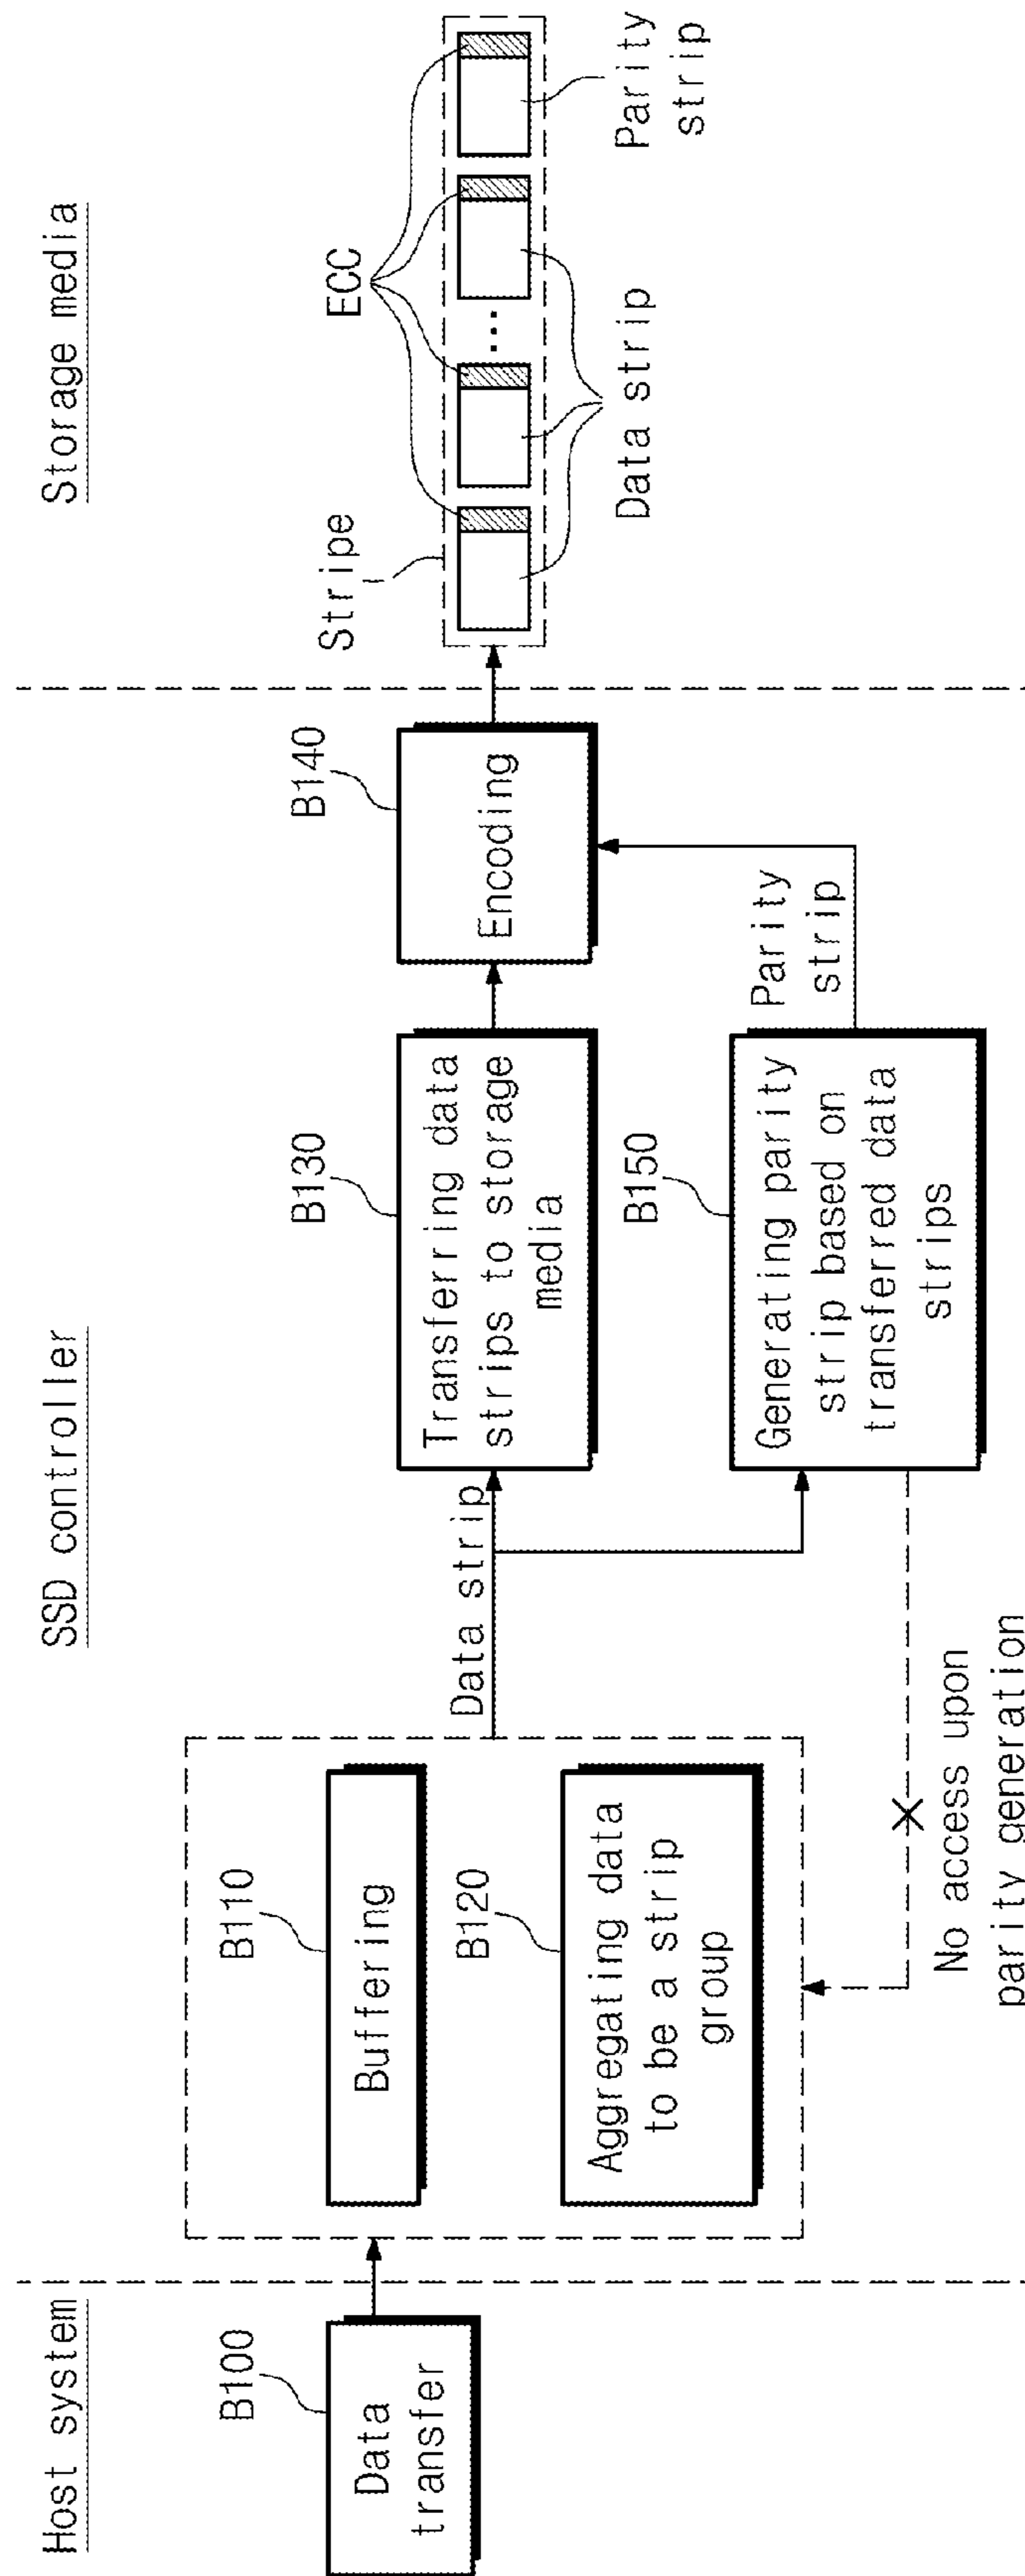 Host system
SSD controller
Storage media
B100
Data
transfer
B110
Buffering
B120
Aggregating data
to be a strip
group
Data strip
B130
Transferring data
strips to storage
media
B140
Encoding
B150
Generating parity
strip based on
transferred data
strips
Parity
strip
No access upon
parity generation
Stripe
ECC
...
Data strip
Parity
strip